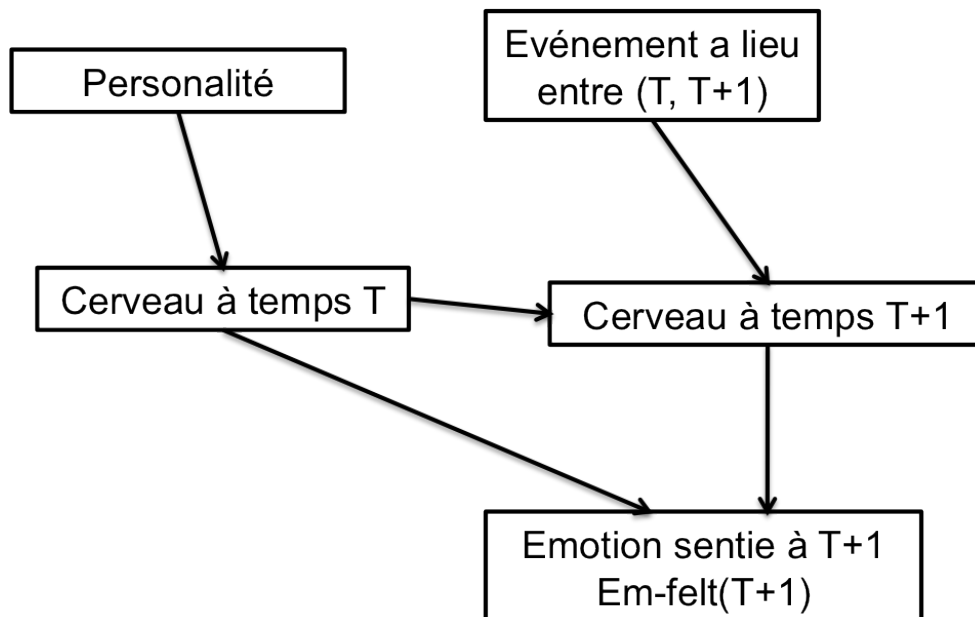 Personalité
Evénement a lieu
entre (T, T+1)
Cerveau à temps T
Cerveau à temps T+1
Emotion sentie à T+1
Em-felt(T+1)